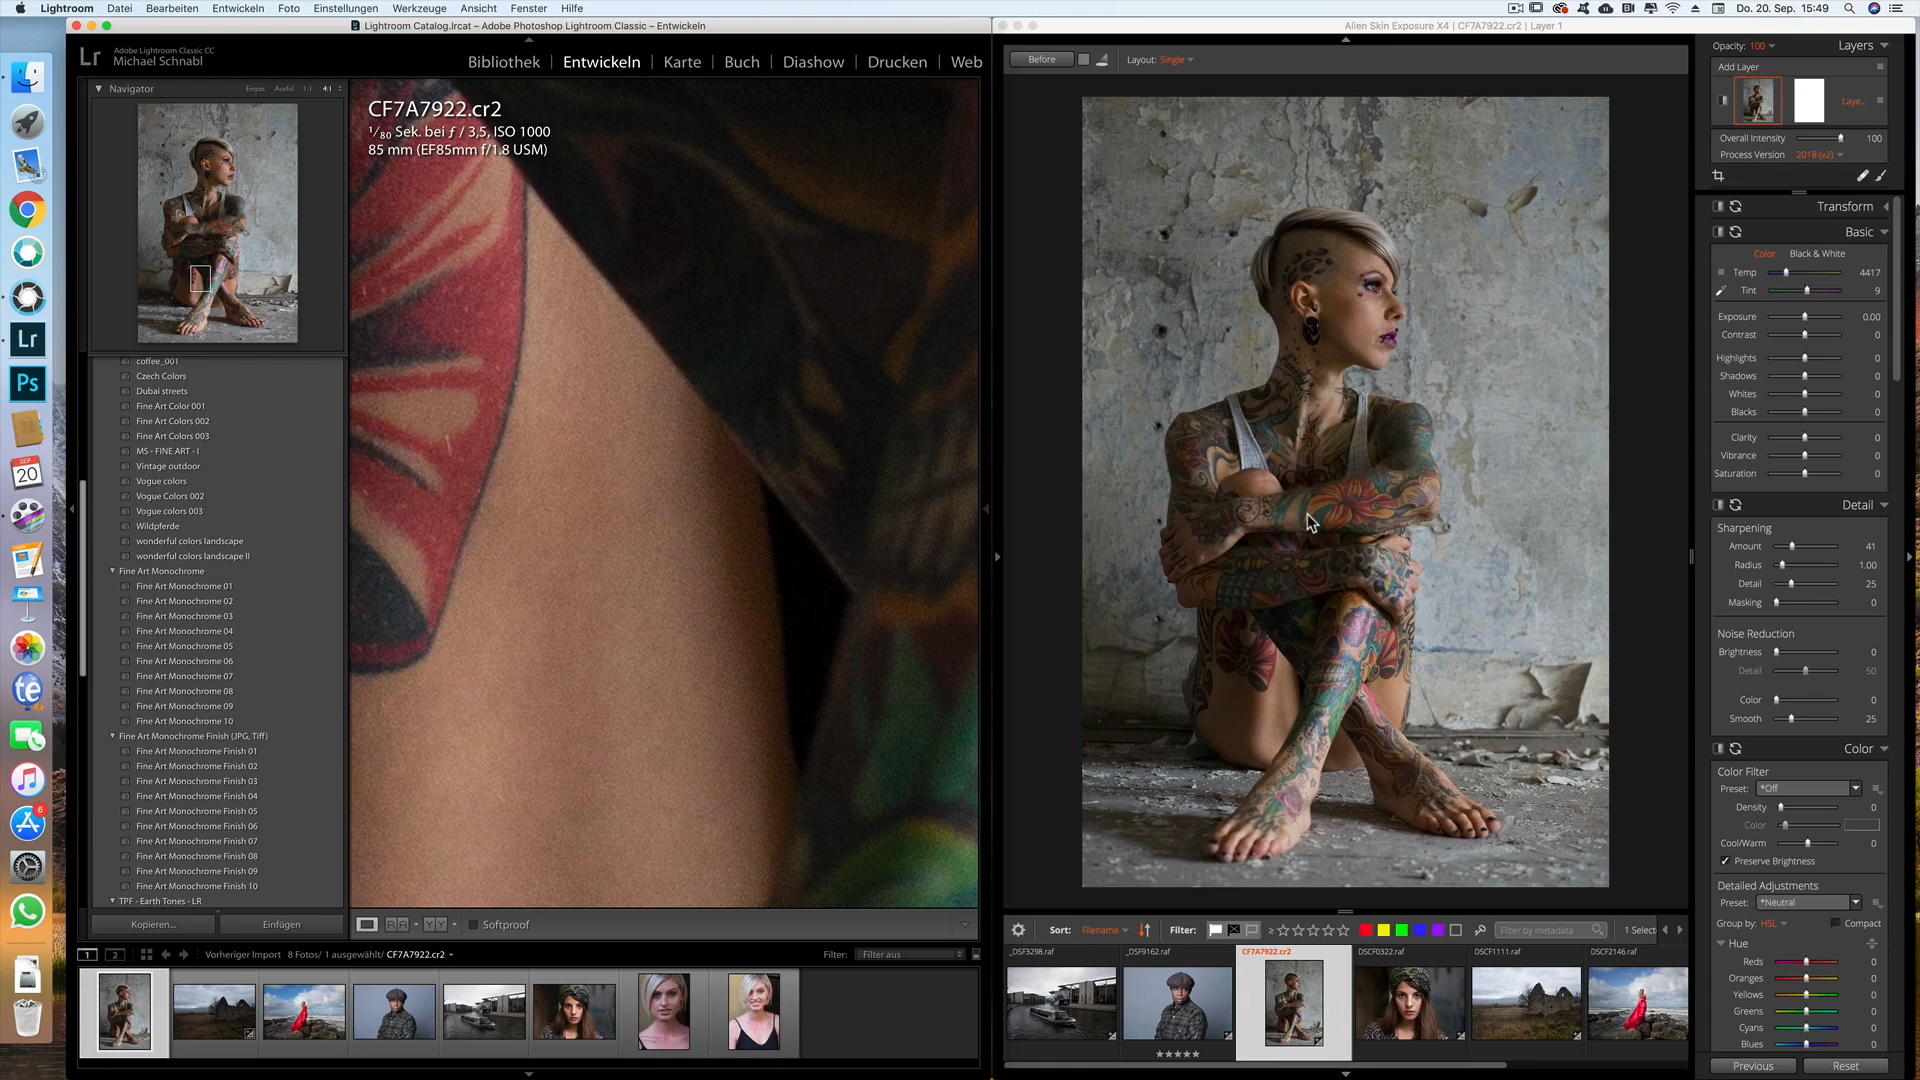 Lightroom Datei Bearbeiten Entwickeln Foto Einstellungen Werkzeuge Ansicht Fenster Hilfe
Do. 20. Sep. 15:49
Lightroom Catalog.lrcat – Adobe Photoshop Lightroom Classic – Entwickeln
Lr
Adobe Lightroom Classic CC
Michael Schnabl
Bibliothek | Entwickeln | Karte | Buch | Diashow | Drucken | Web
Navigator Einpas Ausfül. 1:1 4:1
CF7A7922.cr2
1/80 Sek. bei ƒ / 3,5, ISO 1000
85 mm (EF85mm f/1.8 USM)
coffee_001
Czech Colors
Dubai streets
Fine Art Color 001
Fine Art Colors 002
Fine Art Colors 003
MS - FINE ART - I
Vintage outdoor
Vogue colors
Vogue Colors 002
Vogue colors 003
Wildpferde
wonderful colors landscape
wonderful colors landscape II
Fine Art Monochrome
Fine Art Monochrome 01
Fine Art Monochrome 02
Fine Art Monochrome 03
Fine Art Monochrome 04
Fine Art Monochrome 05
Fine Art Monochrome 06
Fine Art Monochrome 07
Fine Art Monochrome 08
Fine Art Monochrome 09
Fine Art Monochrome 10
Fine Art Monochrome Finish (JPG, Tiff)
Fine Art Monochrome Finish 01
Fine Art Monochrome Finish 02
Fine Art Monochrome Finish 03
Fine Art Monochrome Finish 04
Fine Art Monochrome Finish 05
Fine Art Monochrome Finish 06
Fine Art Monochrome Finish 07
Fine Art Monochrome Finish 08
Fine Art Monochrome Finish 09
Fine Art Monochrome Finish 10
TPF - Earth Tones - LR
Kopieren... Einfügen
Softproof
1 2 Vorheriger Import 8 Fotos/ 1 ausgewählt/ CF7A7922.cr2
Filter: Filter aus
Lr
Ps
SEP
20
té
6
Alien Skin Exposure X4 | CF7A7922.cr2 | Layer 1
Before Layout: Single
Opacity: 100 Layers
Add Layer
Laye...
Overall Intensity 100
Process Version 2018 (v2)
Transform
Basic
Color Black & White
Temp 4417
Tint 9
Exposure 0.00
Contrast 0
Highlights 0
Shadows 0
Whites 0
Blacks 0
Clarity 0
Vibrance 0
Saturation 0
Detail
Sharpening
Amount 41
Radius 1.00
Detail 25
Masking 0
Noise Reduction
Brightness 0
Detail 50
Color 0
Smooth 25
Color
Color Filter
Preset: *Off
Density 0
Color
Cool/Warm 0
Preserve Brightness
Detailed Adjustments
Preset: *Neutral
Group by: HSL Compact
Hue
Reds 0
Oranges 0
Yellows 0
Greens 0
Cyans 0
Blues 0
Previous Reset
Sort: Filename Filter: ≥ Filter by metadata 1 Select
_DSF3298.raf _DSF9162.raf CF7A7922.cr2 DSCF0322.raf DSCF1111.raf DSCF2146.raf